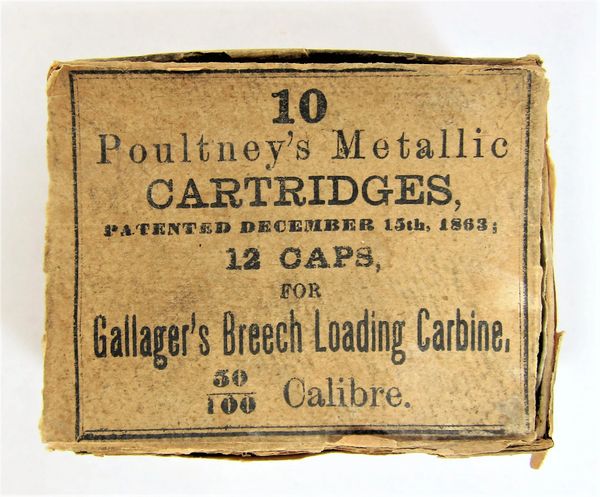 10
Poultney's Metallic
CARTRIDGES,
PATENTED DECEMBER 15th, 1863;
12 CAPS,
FOR
Gallager's Breech Loading Carbine,
50/100 Calibre.